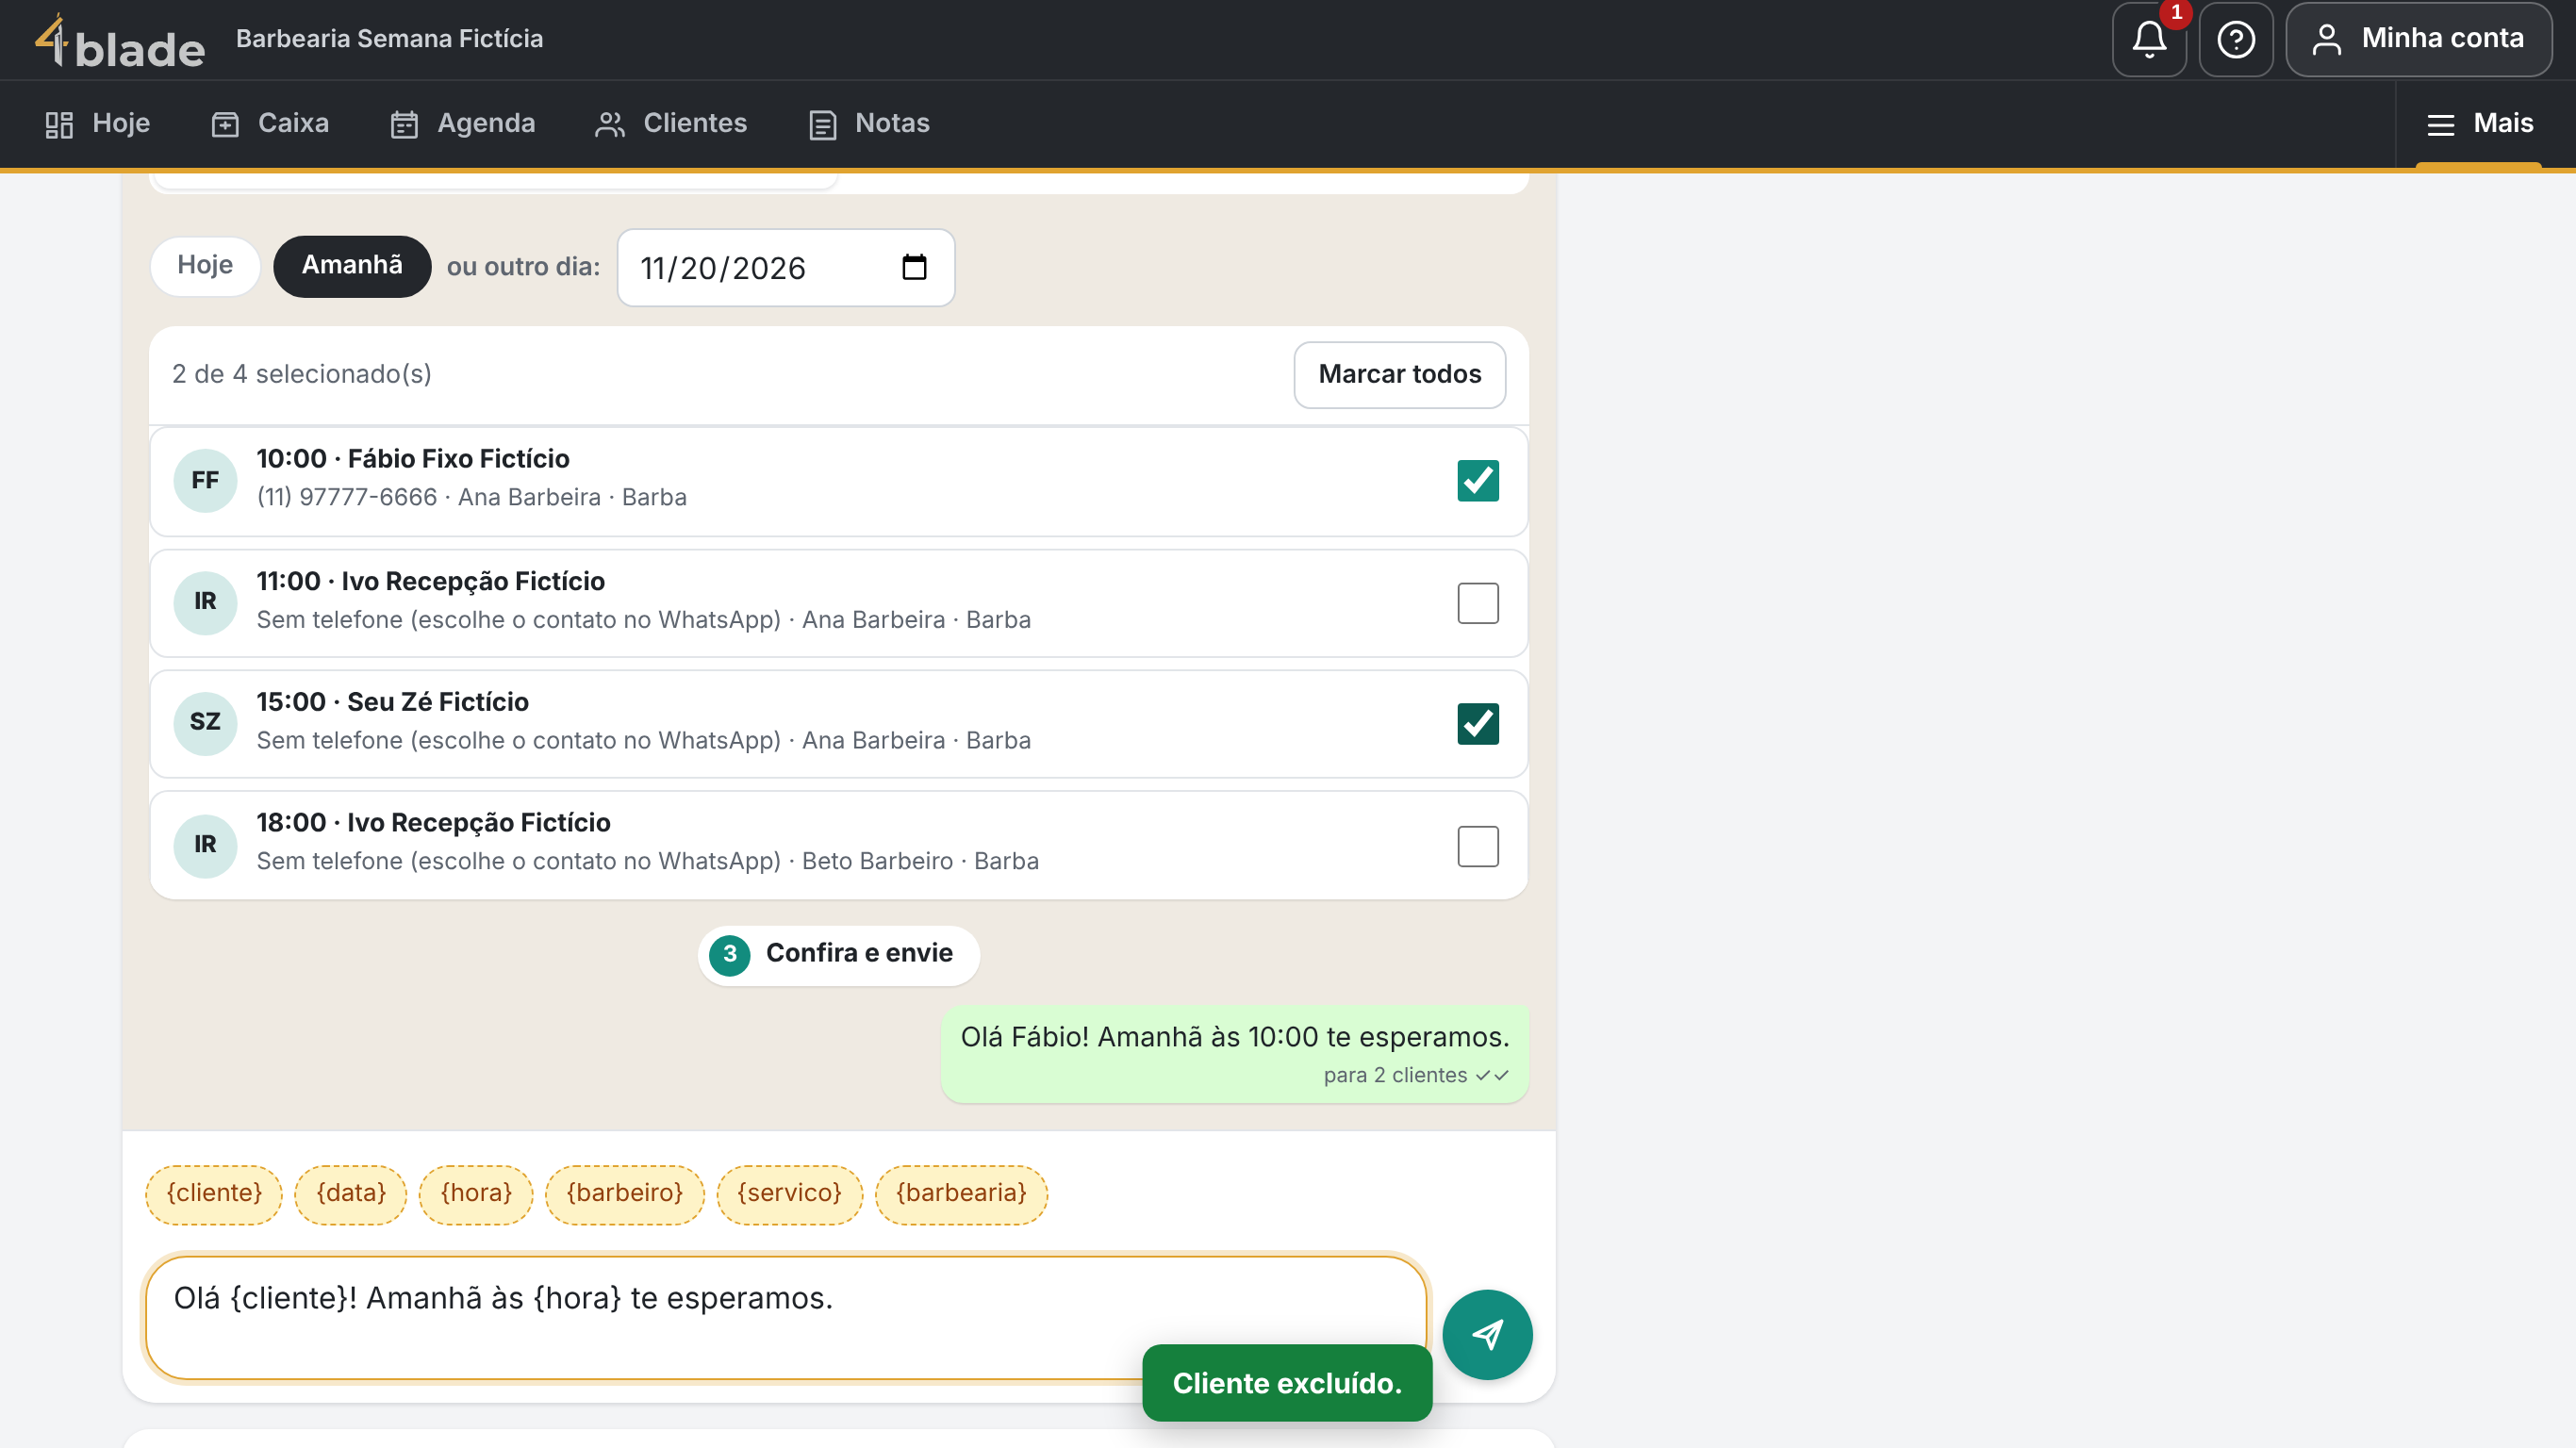 4blade
Barbearia Semana Fictícia
1
Minha conta
Hoje
Caixa
Agenda
Clientes
Notas
Mais
Hoje
Amanhã
ou outro dia:
11/20/2026
2 de 4 selecionado(s)
Marcar todos
FF
10:00 · Fábio Fixo Fictício
(11) 97777-6666 · Ana Barbeira · Barba
IR
11:00 · Ivo Recepção Fictício
Sem telefone (escolhe o contato no WhatsApp) · Ana Barbeira · Barba
SZ
15:00 · Seu Zé Fictício
Sem telefone (escolhe o contato no WhatsApp) · Ana Barbeira · Barba
IR
18:00 · Ivo Recepção Fictício
Sem telefone (escolhe o contato no WhatsApp) · Beto Barbeiro · Barba
3 Confira e envie
Olá Fábio! Amanhã às 10:00 te esperamos.
para 2 clientes ✓✓
{cliente}
{data}
{hora}
{barbeiro}
{servico}
{barbearia}
Olá {cliente}! Amanhã às {hora} te esperamos.
Cliente excluído.